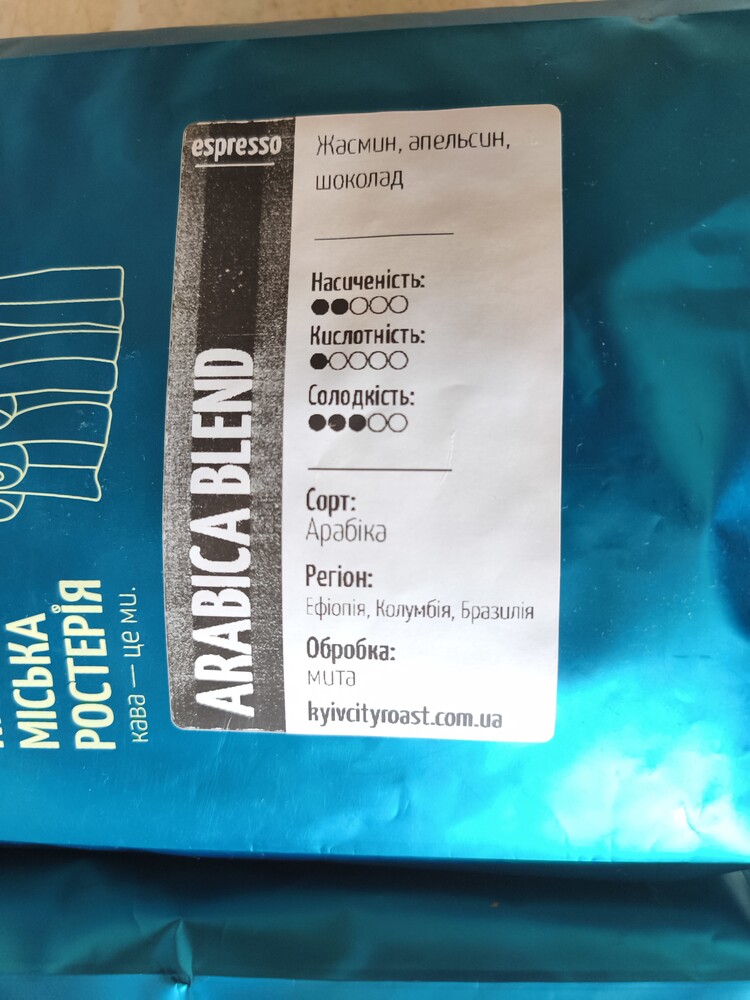 espresso
ARABICA BLEND
Жасмин, апельсин,
шоколад
Насиченість:
Кислотність:
Солодкість:
Сорт:
Арабіка
Регіон:
Ефіопія, Колумбія, Бразилія
Обробка:
мита
kyivcityroast.com.ua
МІСЬКА
РОСТЕРІЯ
кава — це ми.